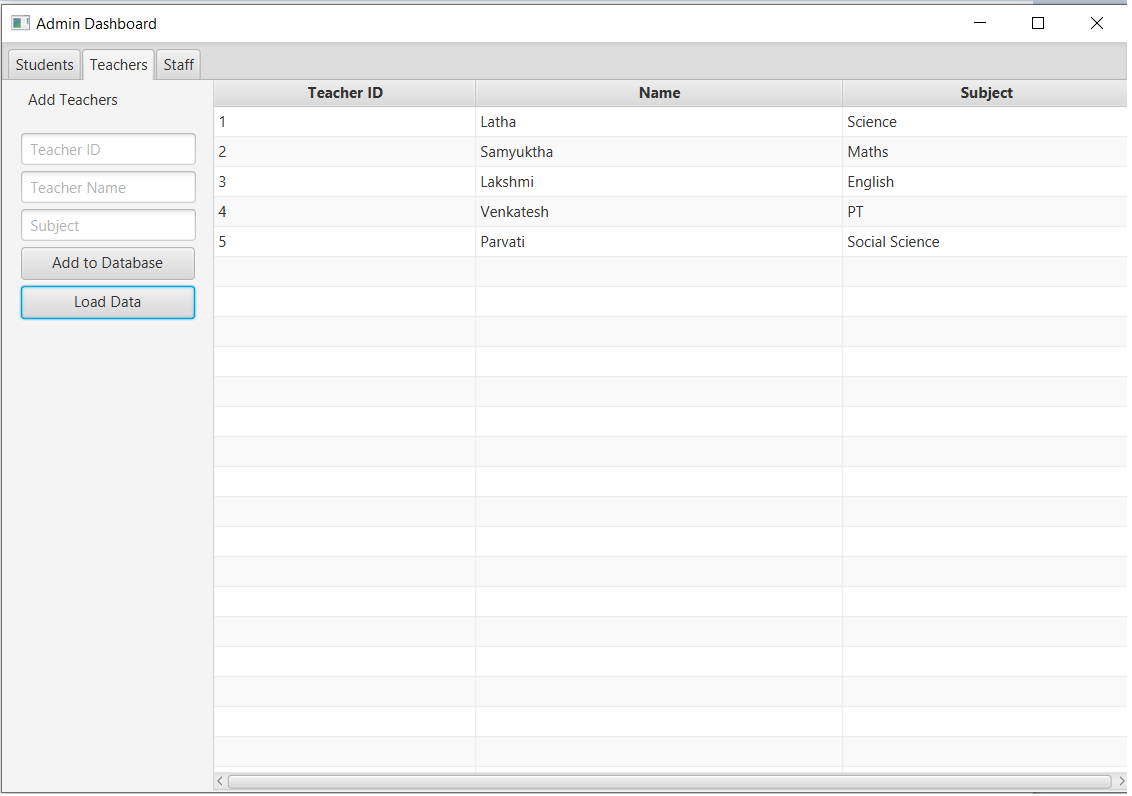 Admin Dashboard
Students Teachers Staff
Add Teachers
Teacher ID
Teacher Name
Subject
Add to Database
Load Data
Teacher ID Name Subject
1 Latha Science
2 Samyuktha Maths
3 Lakshmi English
4 Venkatesh PT
5 Parvati Social Science